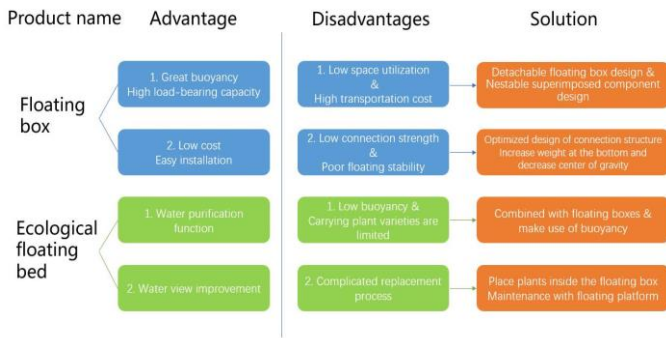 Product name Advantage Disadvantages Solution
Floating
box
1. Great buoyancy
High load-bearing capacity
1. Low space utilization
&
High transportation cost
Detachable floating box design &
Nestable superimposed component
design
2. Low cost
Easy installation
2. Low connection strength
&
Poor floating stability
Optimized design of connection structure
Increase weight at the bottom and
decrease center of gravity
Ecological
floating
bed
1. Water purification
function
1. Low buoyancy &
Carrying plant varieties are
limited
Combined with floating boxes &
make use of buoyancy
2. Water view improvement
2. Complicated replacement
process
Place plants inside the floating box
Maintenance with floating platform